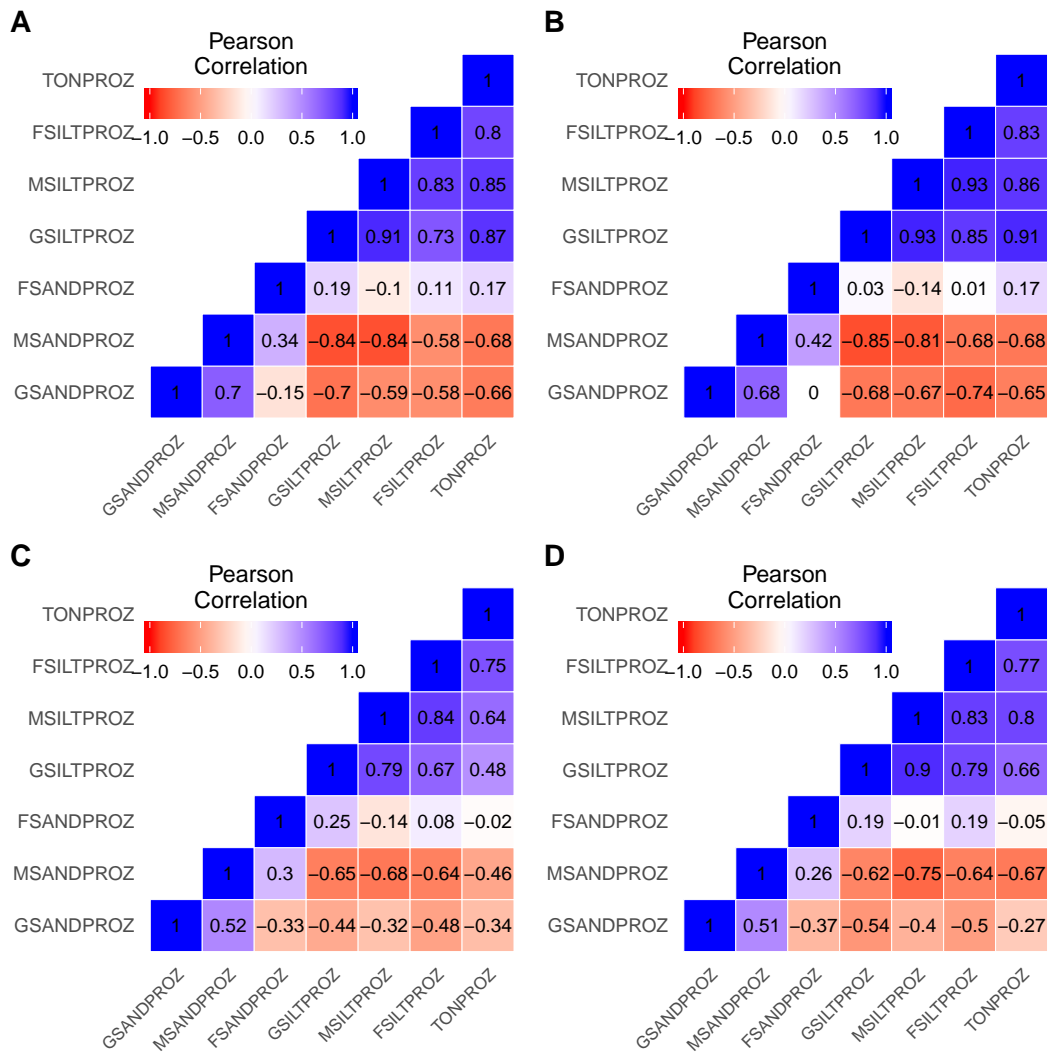 A
Pearson
Correlation
−1.0 −0.5 0.0 0.5 1.0
TONPROZ 1
FSILTPROZ 1 0.8
MSILTPROZ 1 0.83 0.85
GSILTPROZ 1 0.91 0.73 0.87
FSANDPROZ 1 0.19 −0.1 0.11 0.17
MSANDPROZ 1 0.34 −0.84 −0.84 −0.58 −0.68
GSANDPROZ 1 0.7 −0.15 −0.7 −0.59 −0.58 −0.66
GSANDPROZ MSANDPROZ FSANDPROZ GSILTPROZ MSILTPROZ FSILTPROZ TONPROZ
B
Pearson
Correlation
−1.0 −0.5 0.0 0.5 1.0
TONPROZ 1
FSILTPROZ 1 0.83
MSILTPROZ 1 0.93 0.86
GSILTPROZ 1 0.93 0.85 0.91
FSANDPROZ 1 0.03 −0.14 0.01 0.17
MSANDPROZ 1 0.42 −0.85 −0.81 −0.68 −0.68
GSANDPROZ 1 0.68 0 −0.68 −0.67 −0.74 −0.65
GSANDPROZ MSANDPROZ FSANDPROZ GSILTPROZ MSILTPROZ FSILTPROZ TONPROZ
C
Pearson
Correlation
−1.0 −0.5 0.0 0.5 1.0
TONPROZ 1
FSILTPROZ 1 0.75
MSILTPROZ 1 0.84 0.64
GSILTPROZ 1 0.79 0.67 0.48
FSANDPROZ 1 0.25 −0.14 0.08 −0.02
MSANDPROZ 1 0.3 −0.65 −0.68 −0.64 −0.46
GSANDPROZ 1 0.52 −0.33 −0.44 −0.32 −0.48 −0.34
GSANDPROZ MSANDPROZ FSANDPROZ GSILTPROZ MSILTPROZ FSILTPROZ TONPROZ
D
Pearson
Correlation
−1.0 −0.5 0.0 0.5 1.0
TONPROZ 1
FSILTPROZ 1 0.77
MSILTPROZ 1 0.83 0.8
GSILTPROZ 1 0.9 0.79 0.66
FSANDPROZ 1 0.19 −0.01 0.19 −0.05
MSANDPROZ 1 0.26 −0.62 −0.75 −0.64 −0.67
GSANDPROZ 1 0.51 −0.37 −0.54 −0.4 −0.5 −0.27
GSANDPROZ MSANDPROZ FSANDPROZ GSILTPROZ MSILTPROZ FSILTPROZ TONPROZ